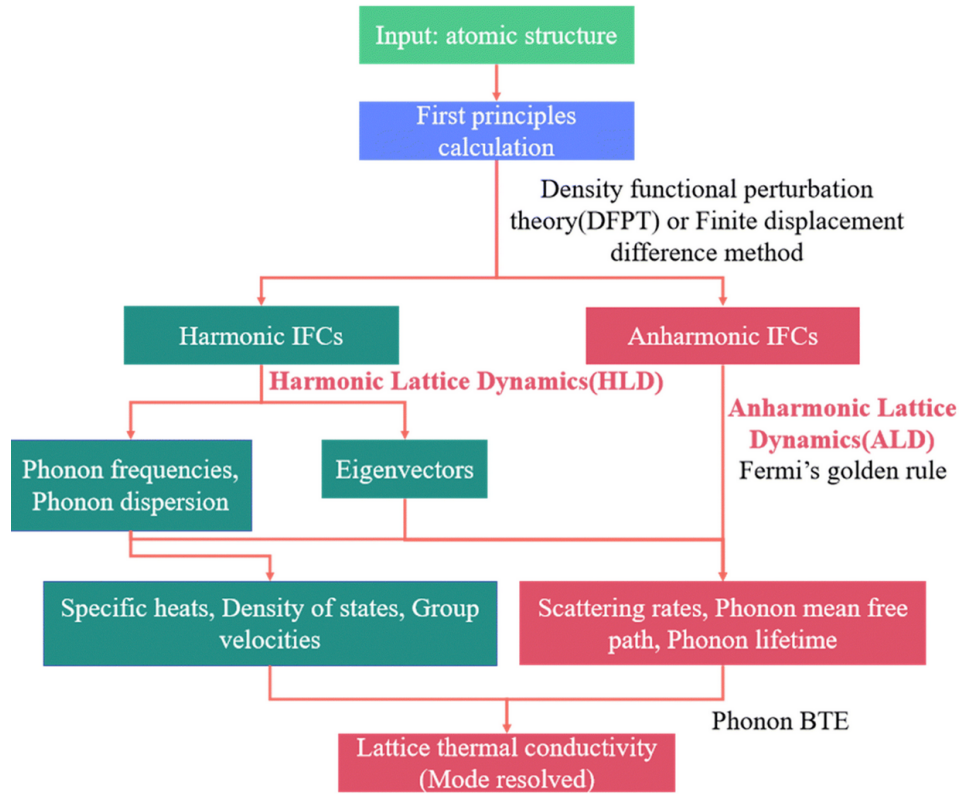 Input: atomic structure
First principles
calculation
Density functional perturbation
theory(DFPT) or Finite displacement
difference method
Harmonic IFCs
Anharmonic IFCs
Harmonic Lattice Dynamics(HLD)
Anharmonic Lattice
Dynamics(ALD)
Fermi's golden rule
Phonon frequencies,
Phonon dispersion
Eigenvectors
Specific heats, Density of states, Group
velocities
Scattering rates, Phonon mean free
path, Phonon lifetime
Phonon BTE
Lattice thermal conductivity
(Mode resolved)